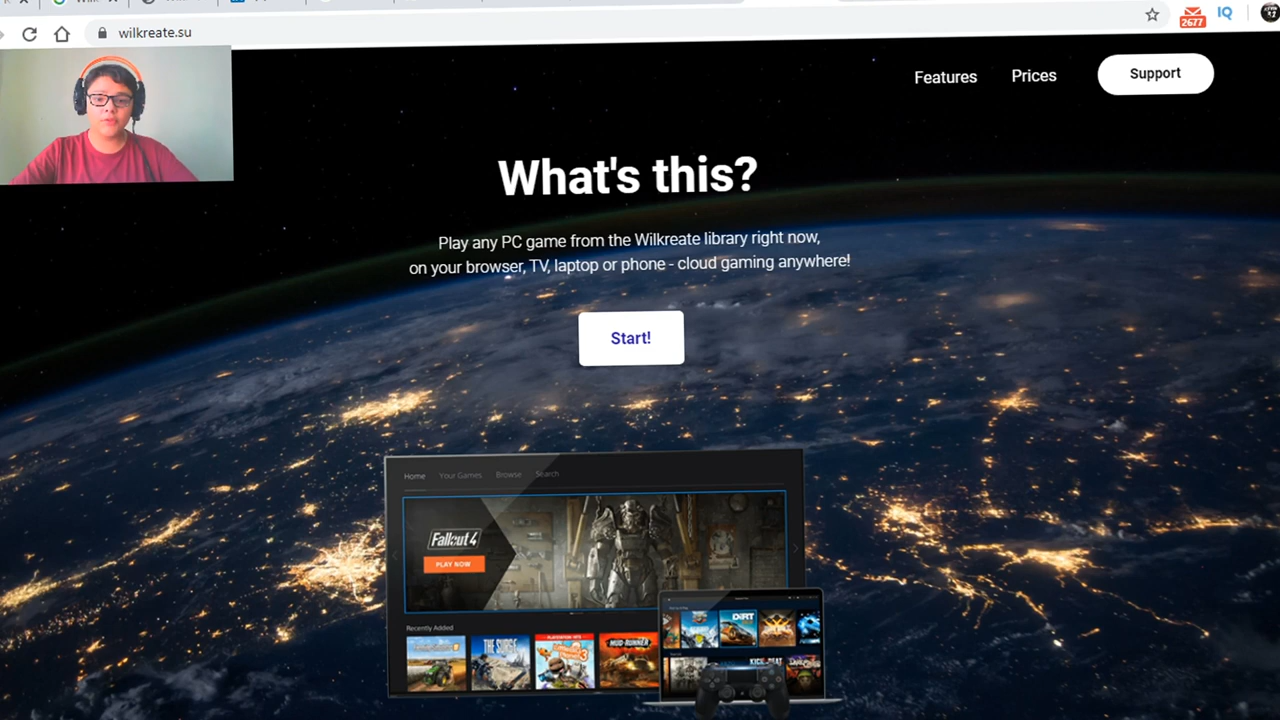 wilkreate.su
2677
IQ
Features
Prices
Support
What's this?
Play any PC game from the Wilkreate library right now,
on your browser, TV, laptop or phone - cloud gaming anywhere!
Start!
Home
Your Games
Browse
Search
Fallout 4
PLAY NOW
Recently Added
THE SURGE
MUDRUNNER
DIRT